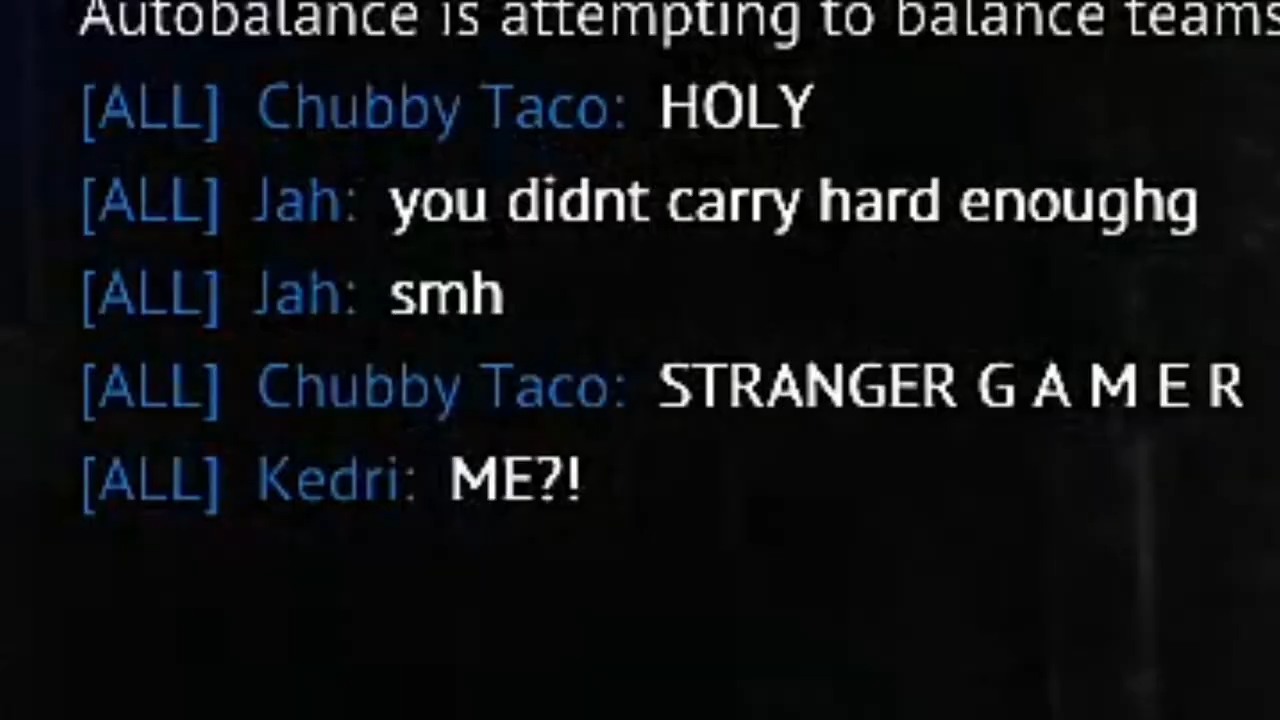 Autobalance is attempting to balance teams
[ALL] Chubby Taco: HOLY
[ALL] Jah: you didnt carry hard enoughg
[ALL] Jah: smh
[ALL] Chubby Taco: STRANGER G A M E R
[ALL] Kedri: ME?!